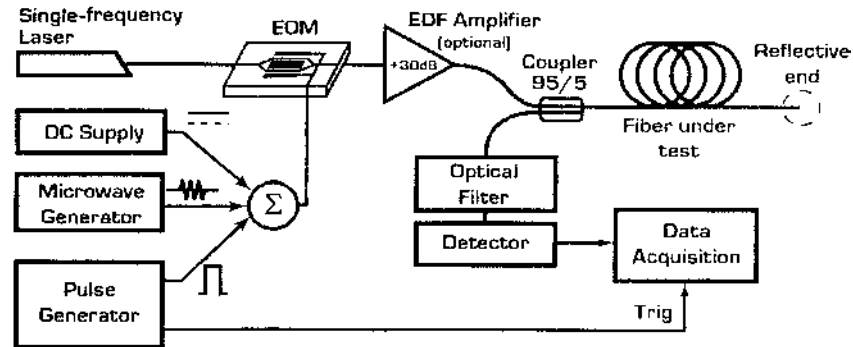 Single-frequency
Laser
EOM
EDF Amplifier
(optional)
+30dB
Coupler
95/5
Reflective
end
Fiber under
test
DC Supply
Microwave
Generator
Σ
Pulse
Generator
Optical
Filter
Detector
Data
Acquisition
Trig